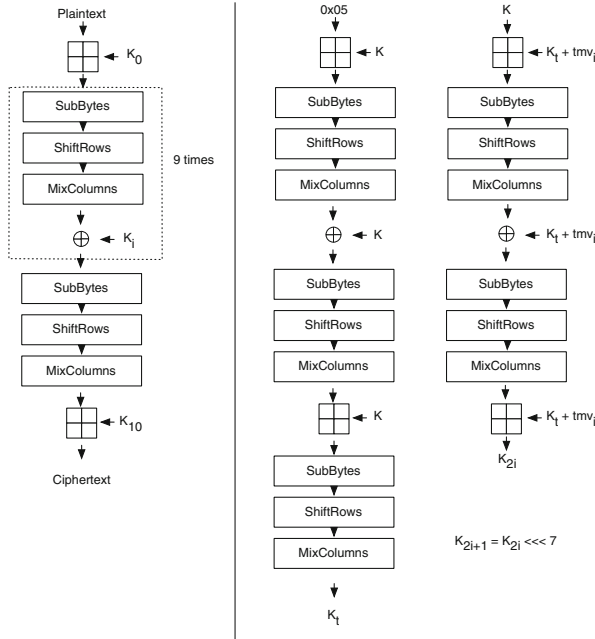 Plaintext
K0
SubBytes
ShiftRows
MixColumns
9 times
Ki
SubBytes
ShiftRows
MixColumns
K10
Ciphertext
0x05
K
SubBytes
ShiftRows
MixColumns
K
SubBytes
ShiftRows
MixColumns
K
SubBytes
ShiftRows
MixColumns
Kt
K
Kt + tmvi
SubBytes
ShiftRows
MixColumns
Kt + tmvi
SubBytes
ShiftRows
MixColumns
Kt + tmvi
K2i
K2i+1 = K2i <<< 7